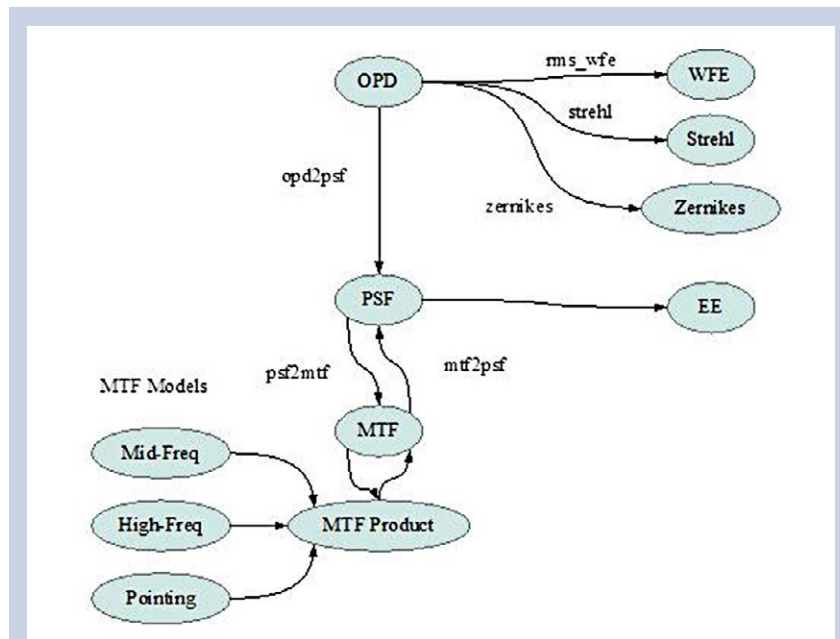 rms_wfe
OPD
WFE
strehl
Strehl
opd2psf
zernikes
Zernikes
PSF
EE
psf2mtf
mtf2psf
MTF Models
MTF
Mid-Freq
High-Freq
MTF Product
Pointing